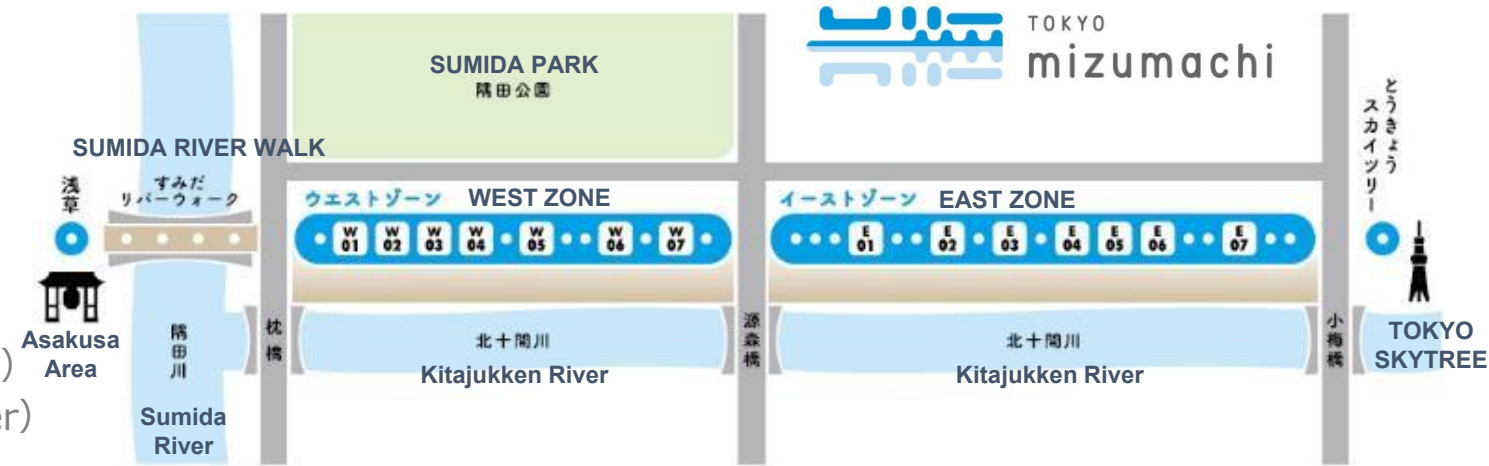 TOKYO
mizumachi
SUMIDA PARK
隅田公園
SUMIDA RIVER WALK
すみだ
リバーウォーク
浅草
とうきょう
スカイツリー
ウエストゾーン WEST ZONE
イーストゾーン EAST ZONE
W 01 W 02 W 03 W 04 W 05 W 06 W 07
E 01 E 02 E 03 E 04 E 05 E 06 E 07
Asakusa
Area
隅田川
枕橋
北十間川
源森橋
北十間川
小梅橋
TOKYO
SKYTREE
Kitajukken River
Kitajukken River
Sumida
River
)
er)